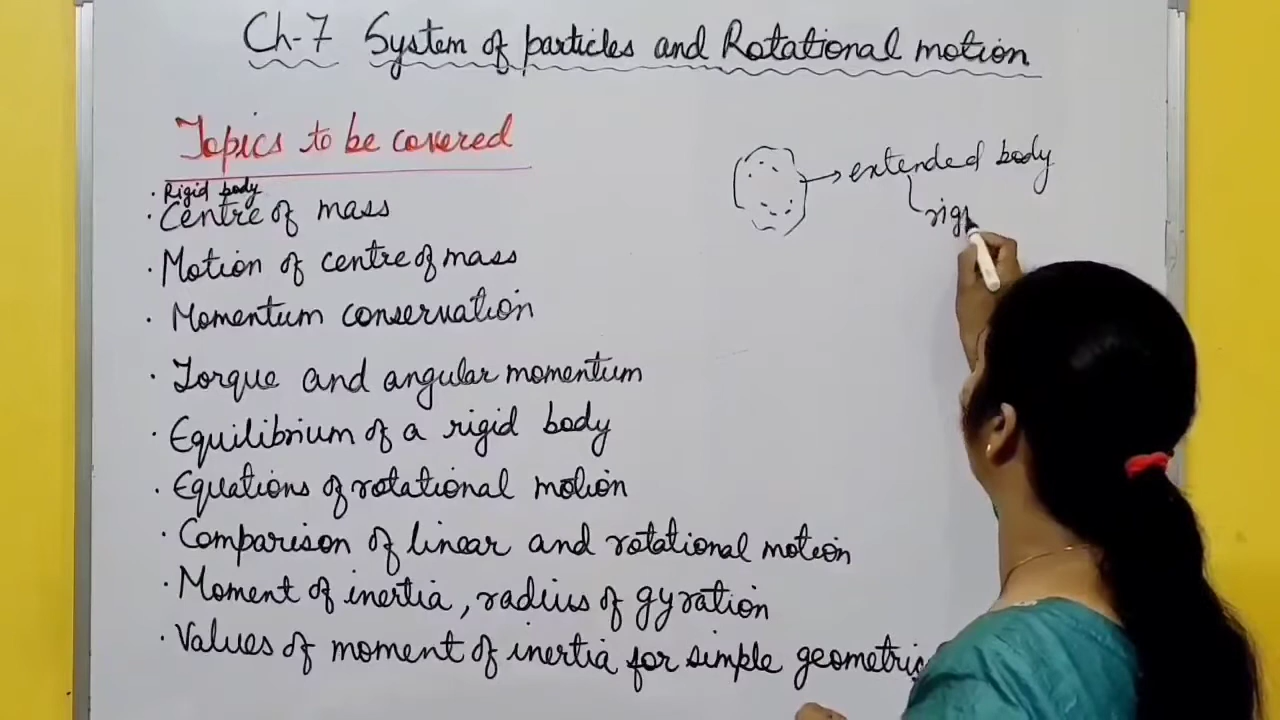 Ch-7 System of particles and Rotational motion
Topics to be covered
· Rigid body
· Centre of mass
· Motion of centre of mass
· Momentum conservation
· Torque and angular momentum
· Equilibrium of a rigid body
· Equations of rotational motion
· Comparison of linear and rotational motion
· Moment of inertia, radius of gyration
· Values of moment of inertia for simple geometric
extended body
rig